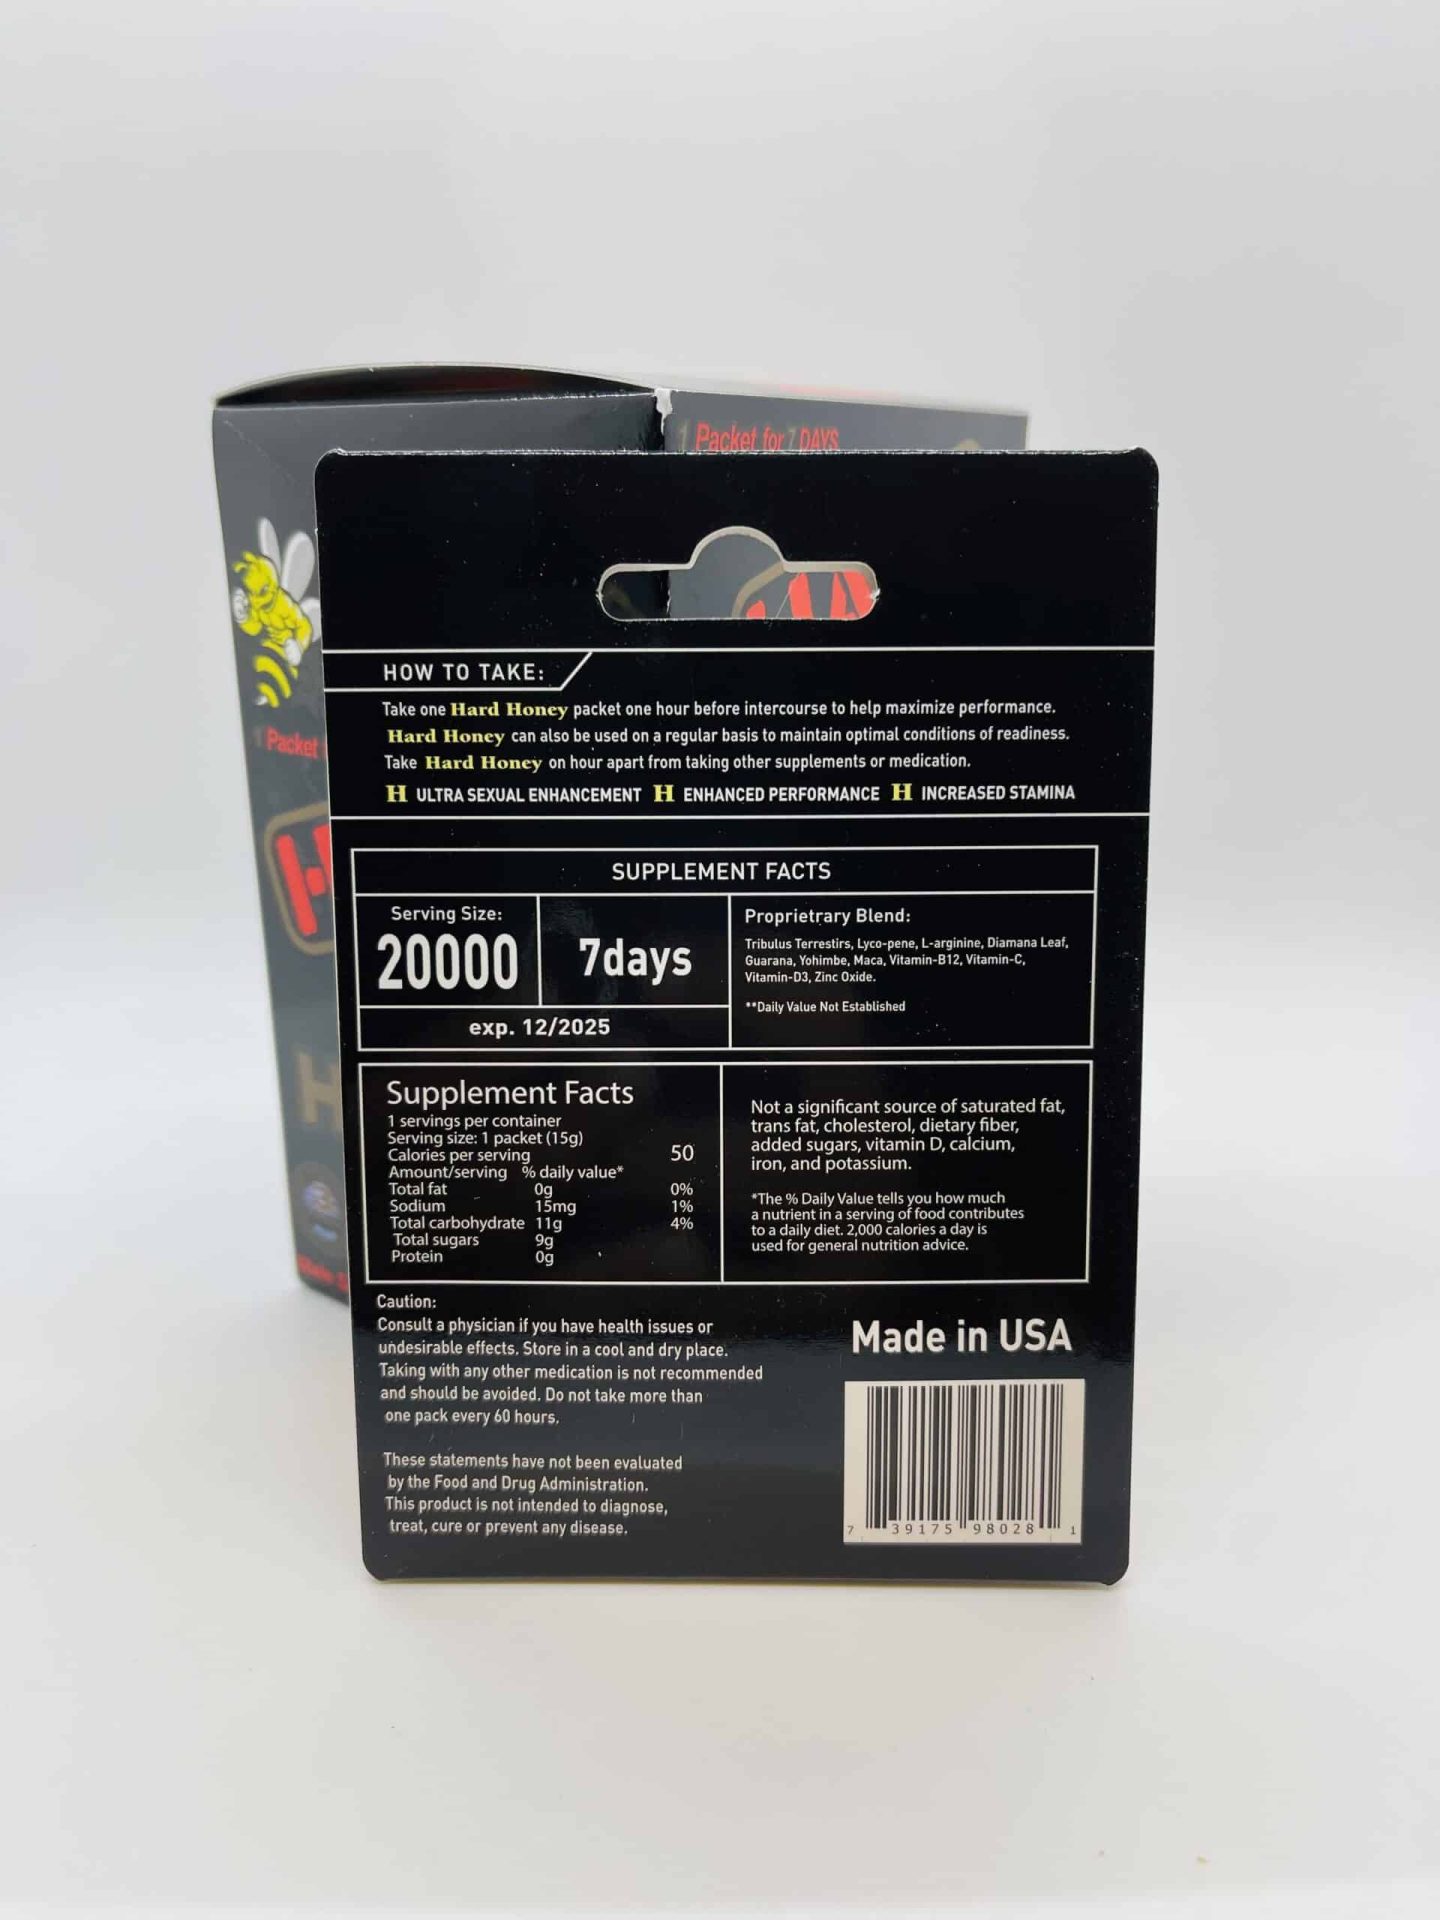 1 Packet for 7 DAYS
1 Packet
HOW TO TAKE:
Take one Hard Honey packet one hour before intercourse to help maximize performance.
Hard Honey can also be used on a regular basis to maintain optimal conditions of readiness.
Take Hard Honey on hour apart from taking other supplements or medication.
H ULTRA SEXUAL ENHANCEMENT H ENHANCED PERFORMANCE H INCREASED STAMINA
SUPPLEMENT FACTS
Serving Size:
20000
7days
exp. 12/2025
Proprietrary Blend:
Tribulus Terrestirs, Lyco-pene, L-arginine, Diamana Leaf,
Guarana, Yohimbe, Maca, Vitamin-B12, Vitamin-C,
Vitamin-D3, Zinc Oxide.
**Daily Value Not Established
Supplement Facts
1 servings per container
Serving size: 1 packet (15g)
Calories per serving 50
Amount/serving % daily value*
Total fat 0g 0%
Sodium 15mg 1%
Total carbohydrate 11g 4%
Total sugars 9g
Protein 0g
Not a significant source of saturated fat,
trans fat, cholesterol, dietary fiber,
added sugars, vitamin D, calcium,
iron, and potassium.
*The % Daily Value tells you how much
a nutrient in a serving of food contributes
to a daily diet. 2,000 calories a day is
used for general nutrition advice.
Caution:
Consult a physician if you have health issues or
undesirable effects. Store in a cool and dry place.
Taking with any other medication is not recommended
and should be avoided. Do not take more than
one pack every 60 hours.
These statements have not been evaluated
by the Food and Drug Administration.
This product is not intended to diagnose,
treat, cure or prevent any disease.
Made in USA
7 39175 98028 1